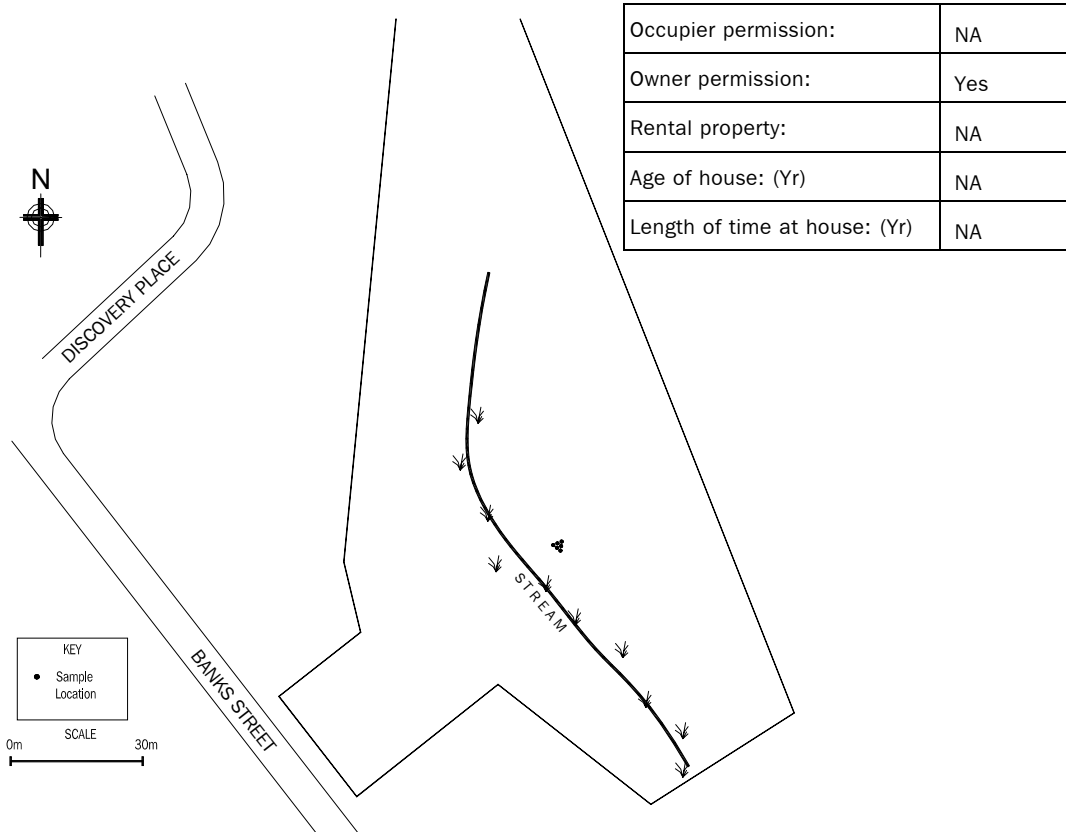 Occupier permission: NA
Owner permission: Yes
Rental property: NA
Age of house: (Yr) NA
Length of time at house: (Yr) NA
N
DISCOVERY PLACE
STREAM
BANKS STREET
KEY
Sample
Location
SCALE
0m 30m